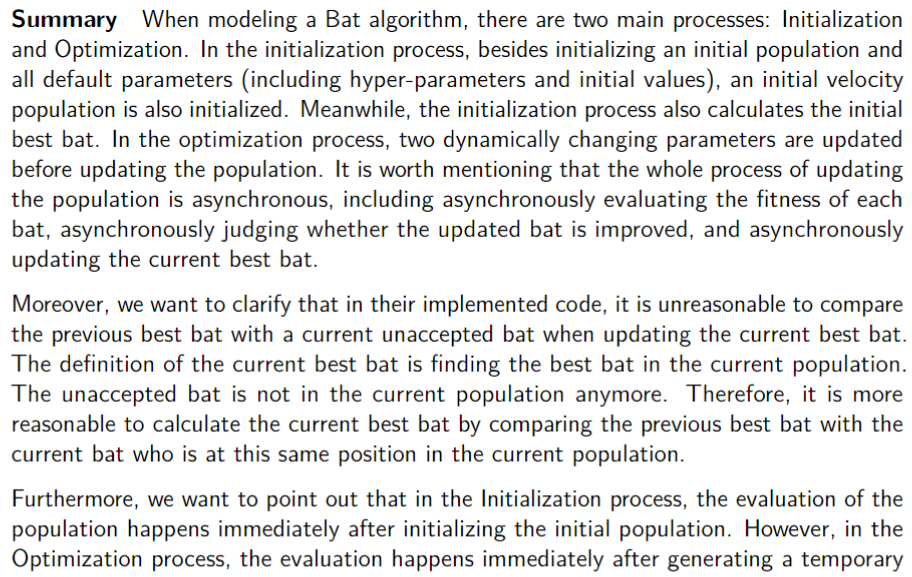 Summary When modeling a Bat algorithm, there are two main processes: Initialization
and Optimization. In the initialization process, besides initializing an initial population and
all default parameters (including hyper-parameters and initial values), an initial velocity
population is also initialized. Meanwhile, the initialization process also calculates the initial
best bat. In the optimization process, two dynamically changing parameters are updated
before updating the population. It is worth mentioning that the whole process of updating
the population is asynchronous, including asynchronously evaluating the fitness of each
bat, asynchronously judging whether the updated bat is improved, and asynchronously
updating the current best bat.
Moreover, we want to clarify that in their implemented code, it is unreasonable to compare
the previous best bat with a current unaccepted bat when updating the current best bat.
The definition of the current best bat is finding the best bat in the current population.
The unaccepted bat is not in the current population anymore. Therefore, it is more
reasonable to calculate the current best bat by comparing the previous best bat with the
current bat who is at this same position in the current population.
Furthermore, we want to point out that in the Initialization process, the evaluation of the
population happens immediately after initializing the initial population. However, in the
Optimization process, the evaluation happens immediately after generating a temporary